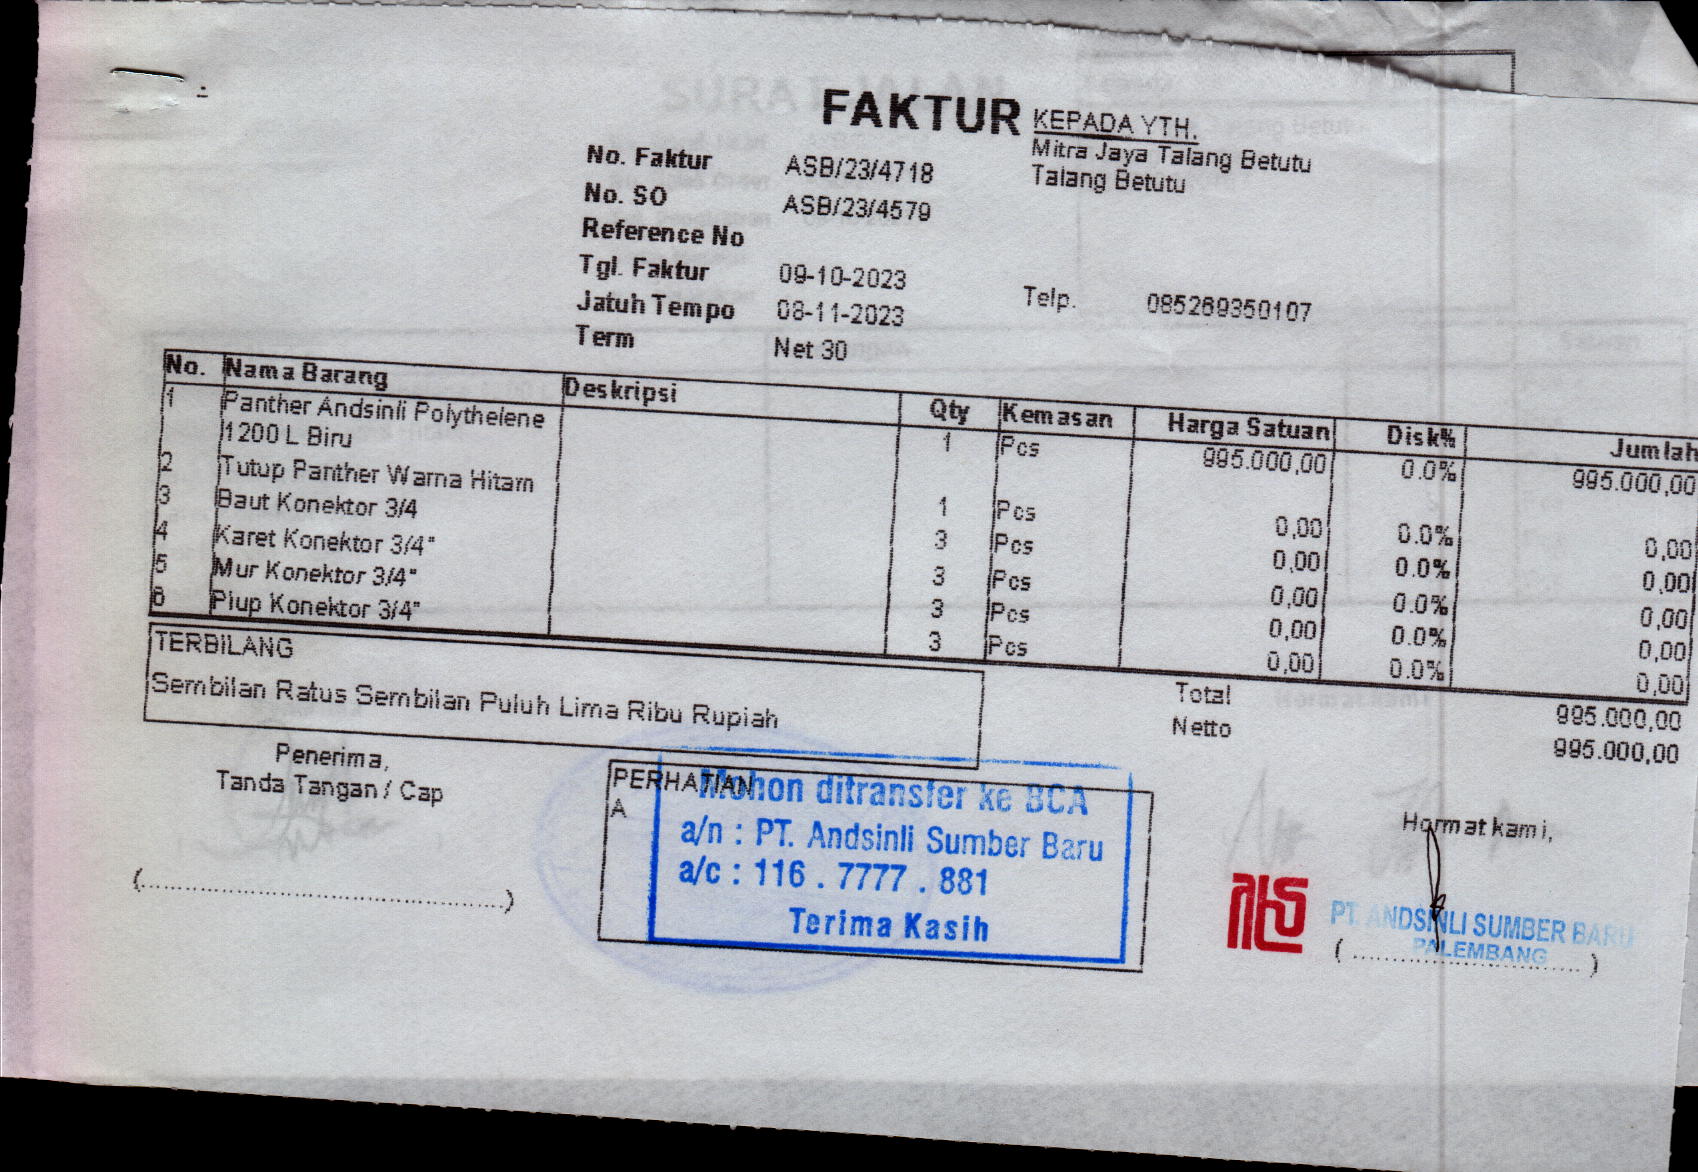 FAKTUR
KEPADA YTH.
Mitra Jaya Talang Betutu
Talang Betutu
No. Faktur ASB/23/4718
No. SO ASB/23/4579
Reference No
Tgl. Faktur 09-10-2023
Telp. 085269350107
Jatuh Tempo 08-11-2023
Term Net 30
No. Nama Barang Deskripsi Qty Kemasan Harga Satuan Disk% Jumlah
1 Panther Andsinli Polythelene 1 Pcs 995.000,00 0.0% 995.000,00
1200 L Biru
2 Tutup Panther Warna Hitam 1 Pcs 0,00 0.0% 0,00
3 Baut Konektor 3/4 3 Pcs 0,00 0.0% 0,00
4 Karet Konektor 3/4" 3 Pcs 0,00 0.0% 0,00
5 Mur Konektor 3/4" 3 Pcs 0,00 0.0% 0,00
6 Plup Konektor 3/4" 3 Pcs 0,00 0.0% 0,00
TERBILANG
Sembilan Ratus Sembilan Puluh Lima Ribu Rupiah
Total 995.000,00
Netto 995.000,00
Penerima,
Tanda Tangan / Cap
(..........................................)
PERHATIAN
A
Mohon ditransfer ke BCA
a/n : PT. Andsinli Sumber Baru
a/c : 116 . 7777 . 881
Terima Kasih
Hormat kami,
PT. ANDSINLI SUMBER BARU
PALEMBANG
( .................................. )